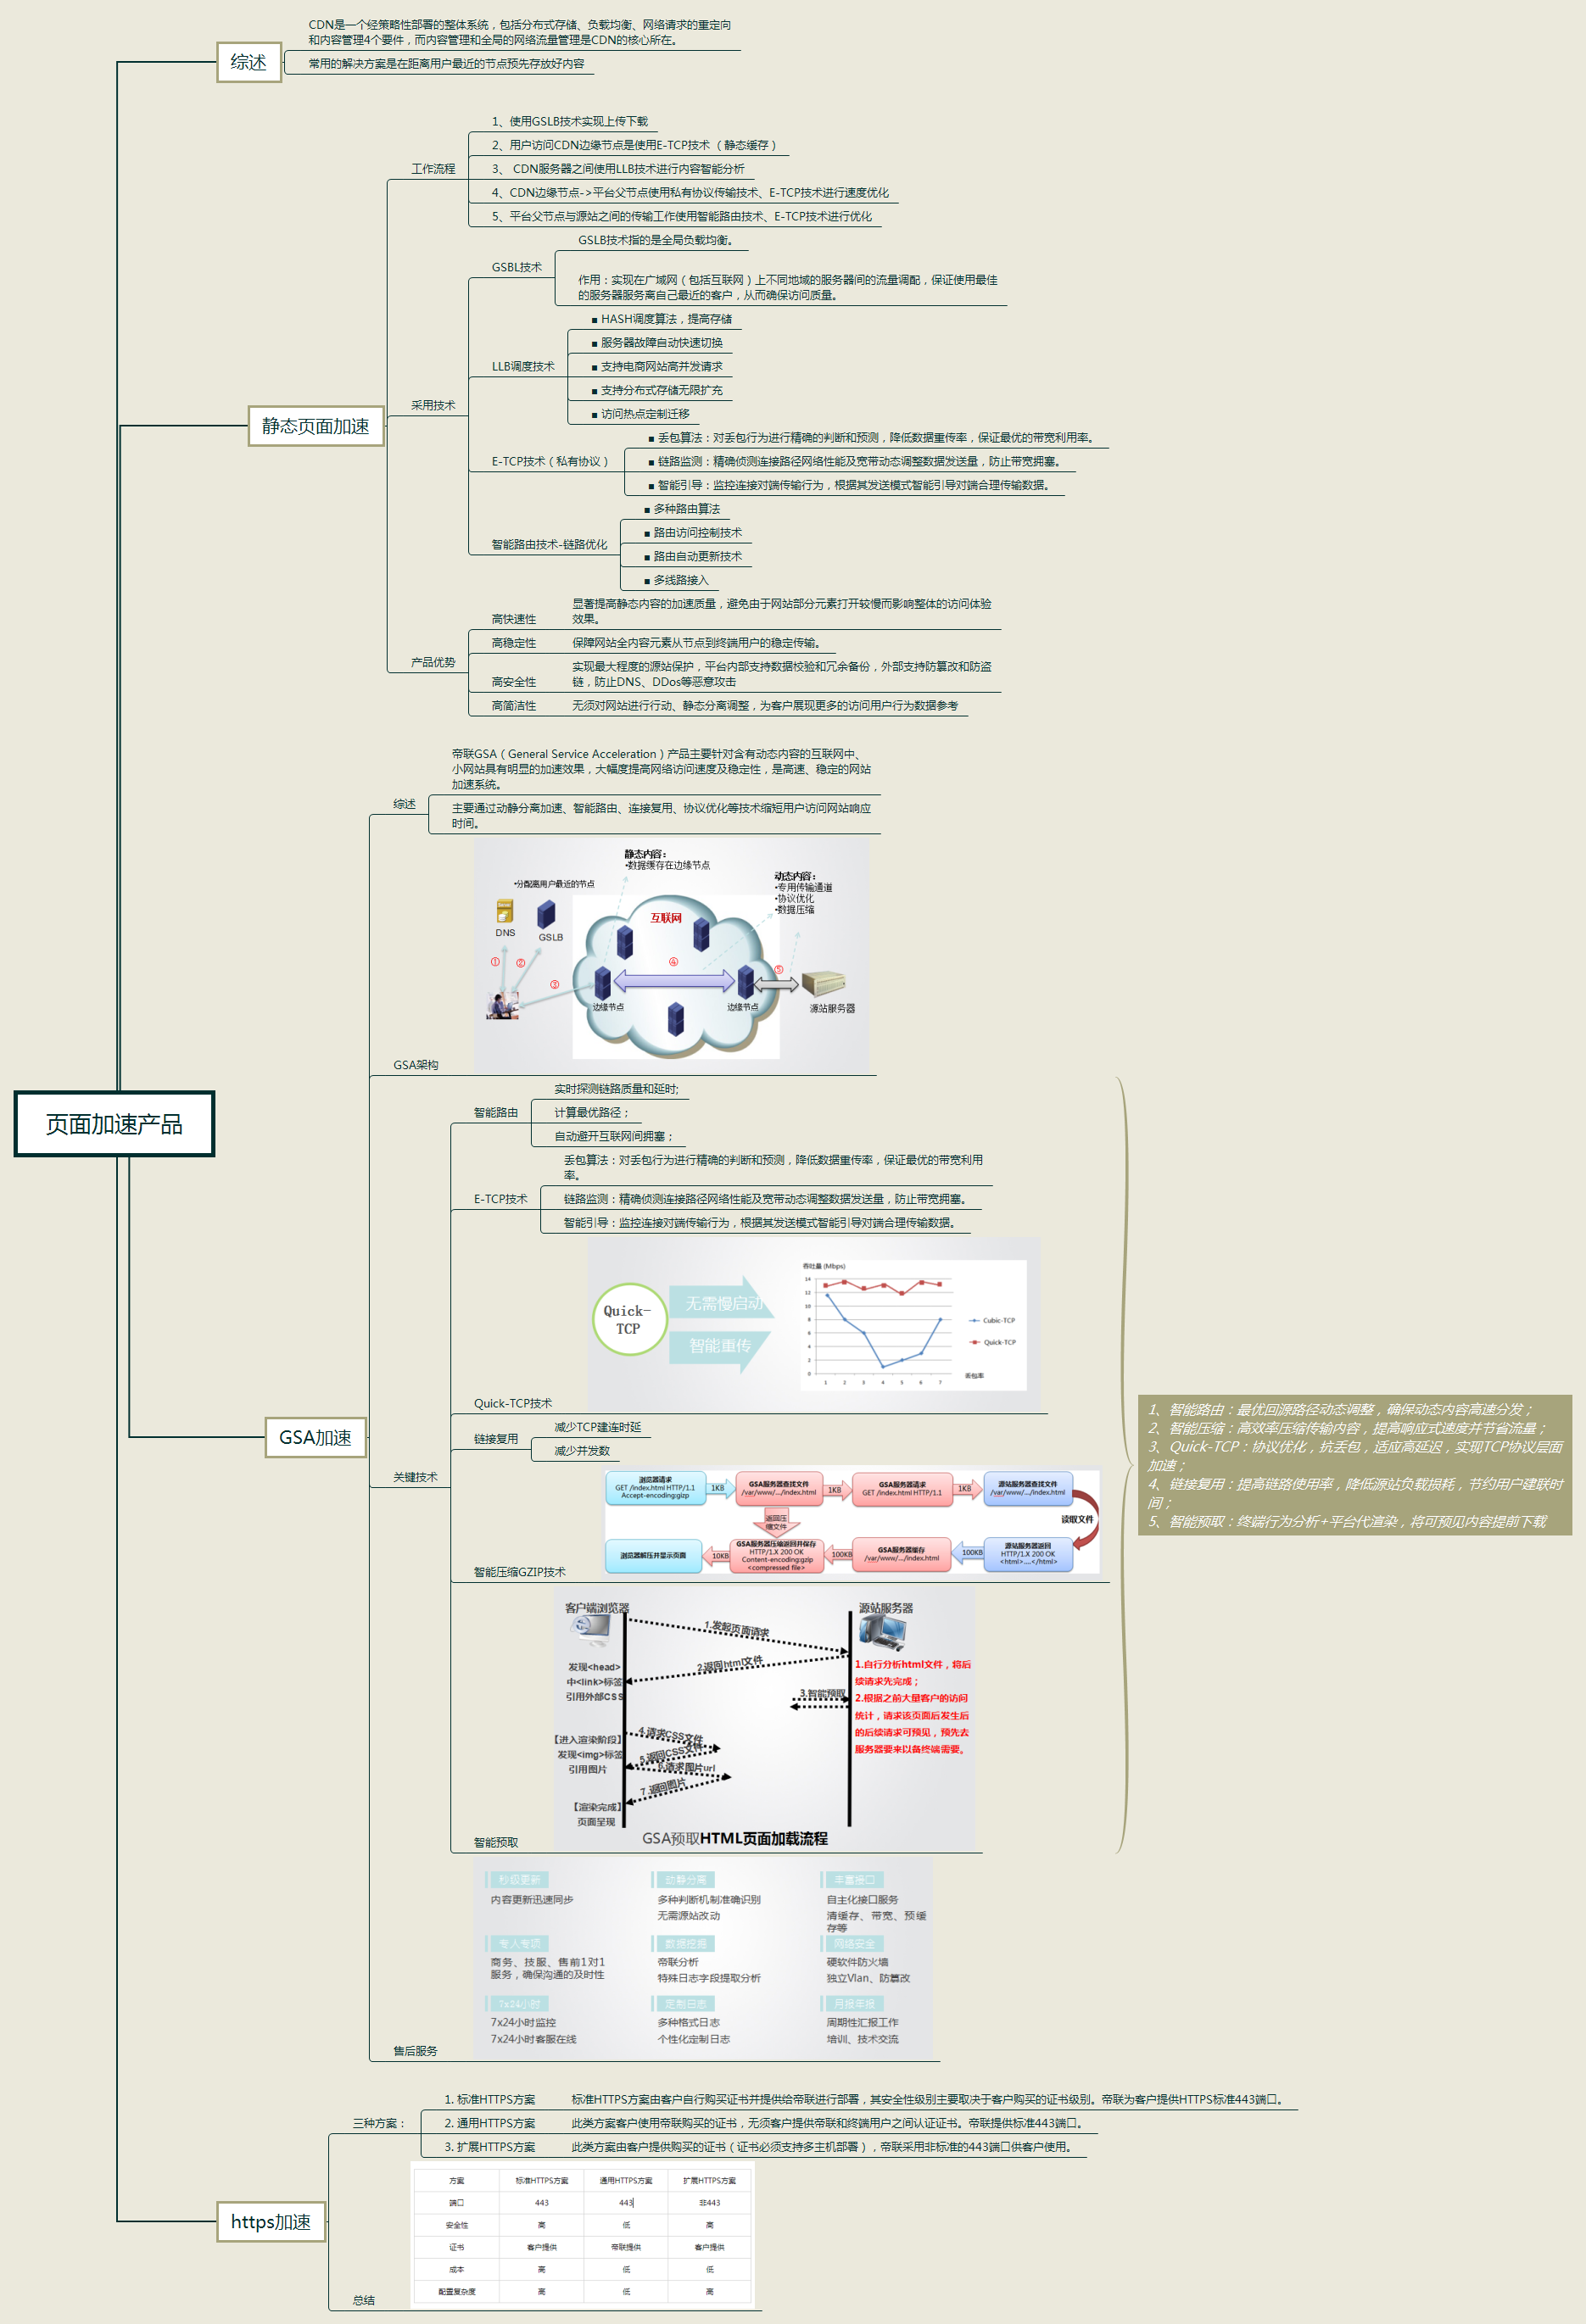 CDN是一个经策略性部署的整体系统，包括分布式存储、负载均衡、网络请求的重定向
和内容管理4个要件，而内容管理和全局的网络流量管理是CDN的核心所在。
综述
常用的解决方案是在距离用户最近的节点预先存放好内容
1、使用GSLB技术实现上传下载
2、用户访问CDN边缘节点是使用E-TCP技术 （静态缓存）
工作流程
3、 CDN服务器之间使用LLB技术进行内容智能分析
4、CDN边缘节点->平台父节点使用私有协议传输技术、E-TCP技术进行速度优化
5、平台父节点与源站之间的传输工作使用智能路由技术、E-TCP技术进行优化
GSLB技术指的是全局负载均衡。
GSBL技术
作用：实现在广域网（包括互联网）上不同地域的服务器间的流量调配，保证使用最佳
的服务器服务离自己最近的客户，从而确保访问质量。
■ HASH调度算法，提高存储
■ 服务器故障自动快速切换
LLB调度技术
■ 支持电商网站高并发请求
■ 支持分布式存储无限扩充
■ 访问热点定制迁移
采用技术
静态页面加速
■ 丢包算法：对丢包行为进行精确的判断和预测，降低数据重传率，保证最优的带宽利用率。
E-TCP技术（私有协议）
■ 链路监测：精确侦测连接路径网络性能及宽带动态调整数据发送量，防止带宽拥塞。
■ 智能引导：监控连接对端传输行为，根据其发送模式智能引导对端合理传输数据。
■ 多种路由算法
■ 路由访问控制技术
智能路由技术-链路优化
■ 路由自动更新技术
■ 多线路接入
显著提高静态内容的加速质量，避免由于网站部分元素打开较慢而影响整体的访问体验
高快速性
效果。
高稳定性
保障网站全内容元素从节点到终端用户的稳定传输。
产品优势
实现最大程度的源站保护，平台内部支持数据校验和冗余备份，外部支持防篡改和防盗
高安全性
链，防止DNS、DDos等恶意攻击
高简洁性
无须对网站进行行动、静态分离调整，为客户展现更多的访问用户行为数据参考
帝联GSA（General Service Acceleration）产品主要针对含有动态内容的互联网中、
小网站具有明显的加速效果，大幅度提高网络访问速度及稳定性，是高速、稳定的网站
加速系统。
综述
主要通过动静分离加速、智能路由、连接复用、协议优化等技术缩短用户访问网站响应
时间。
静态内容：
•数据缓存在边缘节点
•分配离用户最近的节点
动态内容：
•专用传输通道
•协议优化
•数据压缩
互联网
DNS
GSLB
①
②
③
④
⑤
边缘节点
边缘节点
源站服务器
GSA架构
页面加速产品
实时探测链路质量和延时;
智能路由
计算最优路径；
自动避开互联网间拥塞；
丢包算法：对丢包行为进行精确的判断和预测，降低数据重传率，保证最优的带宽利用
率。
E-TCP技术
链路监测：精确侦测连接路径网络性能及宽带动态调整数据发送量，防止带宽拥塞。
智能引导：监控连接对端传输行为，根据其发送模式智能引导对端合理传输数据。
Quick-
TCP
无需慢启动
智能重传
吞吐量 (Mbps)
14
12
10
8
6
4
2
0
1 2 3 4 5 6 7
丢包率
Cubic-TCP
Quick-TCP
Quick-TCP技术
链接复用
减少TCP建连时延
减少并发数
GSA加速
关键技术
浏览器请求
GET /index.html HTTP/1.1
Accept-encoding:gizp
1KB
GSA服务器查找文件
/var/www/.../index.html
1KB
GSA服务器请求
GET /index.html HTTP/1.1
1KB
源站服务器查找文件
/var/www/.../index.html
返回压
缩文件
读取文件
浏览器解压并显示页面
10KB
GSA服务器压缩返回并保存
HTTP/1.X 200 OK
Content-encoding:gzip
<compressed file>
100KB
GSA服务器缓存
/var/www/.../index.html
100KB
源站服务器返回
HTTP/1.X 200 OK
<html>....</html>
智能压缩GZIP技术
客户端浏览器
源站服务器
1.发起页面请求
2.返回html文件
发现<head>
中<link>标签
引用外部CSS
3.智能预取
1.自行分析html文件，将后
续请求先完成；
2.根据之前大量客户的访问
统计，请求该页面后发生后
的后续请求可预见，预先去
服务器要来以备终端需要。
4.请求CSS文件
【进入渲染阶段】
发现<img>标签
引用图片
5.返回CSS文件
6.请求图片url
7.返回图片
【渲染完成】
页面呈现
GSA预取HTML页面加载流程
智能预取
1、智能路由：最优回源路径动态调整，确保动态内容高速分发；
2、智能压缩：高效率压缩传输内容，提高响应式速度并节省流量；
3、Quick-TCP：协议优化，抗丢包，适应高延迟，实现TCP协议层面
加速；
4、链接复用：提高链路使用率，降低源站负载损耗，节约用户建联时
间；
5、智能预取：终端行为分析+平台代渲染，将可预见内容提前下载
秒级更新
内容更新迅速同步
动静分离
多种判断机制准确识别
无需源站改动
丰富接口
自主化接口服务
清缓存、带宽、预缓
存等
专人专项
商务、技服、售前1对1
服务，确保沟通的及时性
数据挖掘
帝联分析
特殊日志字段提取分析
网络安全
硬软件防火墙
独立Vlan、防篡改
7x24小时
7x24小时监控
7x24小时客服在线
定制日志
多种格式日志
个性化定制日志
月报年报
周期性汇报工作
培训、技术交流
售后服务
1. 标准HTTPS方案
标准HTTPS方案由客户自行购买证书并提供给帝联进行部署，其安全性级别主要取决于客户购买的证书级别。帝联为客户提供HTTPS标准443端口。
三种方案：
2. 通用HTTPS方案
此类方案客户使用帝联购买的证书，无须客户提供帝联和终端用户之间认证证书。帝联提供标准443端口。
3. 扩展HTTPS方案
此类方案由客户提供购买的证书（证书必须支持多主机部署），帝联采用非标准的443端口供客户使用。
https加速
方案 标准HTTPS方案 通用HTTPS方案 扩展HTTPS方案
端口 443 443 非443
安全性 高 低 高
证书 客户提供 帝联提供 客户提供
成本 高 低 低
配置复杂度 高 低 高
总结